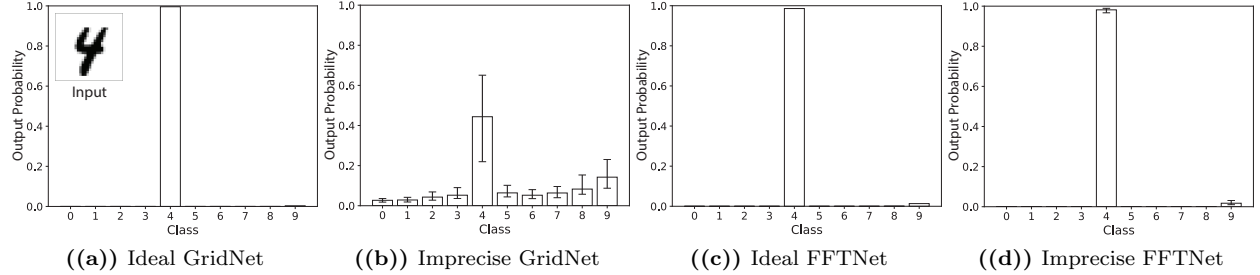 Output Probability
1.0
0.8
0.6
0.4
0.2
0.0
Input
0 1 2 3 4 5 6 7 8 9
Class
((a)) Ideal GridNet
Output Probability
1.0
0.8
0.6
0.4
0.2
0.0
0 1 2 3 4 5 6 7 8 9
Class
((b)) Imprecise GridNet
Output Probability
1.0
0.8
0.6
0.4
0.2
0.0
0 1 2 3 4 5 6 7 8 9
Class
((c)) Ideal FFTNet
Output Probability
1.0
0.8
0.6
0.4
0.2
0.0
0 1 2 3 4 5 6 7 8 9
Class
((d)) Imprecise FFTNet
4